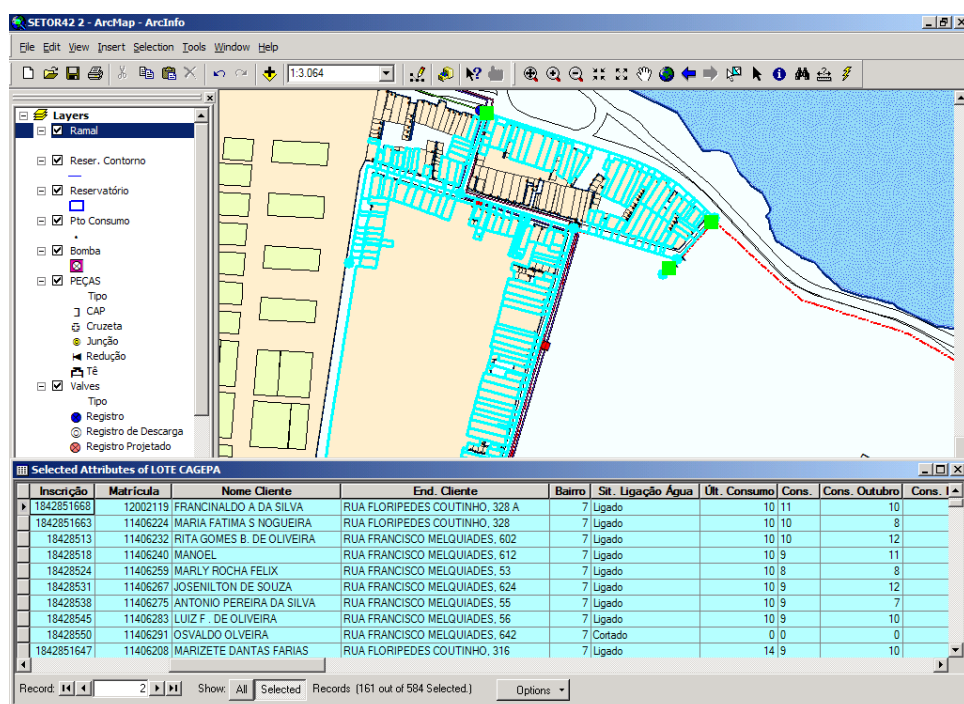 SETOR42 2 - ArcMap - ArcInfo
File Edit View Insert Selection Tools Window Help
1:3.064
Layers
Ramal
Reser. Contorno
Reservatório
Pto Consumo
Bomba
PEÇAS
Tipo
CAP
Cruzeta
Junção
Redução
Tê
Valves
Tipo
Registro
Registro de Descarga
Registro Projetado
Selected Attributes of LOTE CAGEPA
Inscrição Matrícula Nome Cliente End. Cliente Bairro Sit. Ligação Água Últ. Consumo Cons. Cons. Outubro Cons.
1842851668 12002119 FRANCINALDO A DA SILVA RUA FLORIPEDES COUTINHO, 328 A 7 Ligado 10 11 10
1842851663 11406224 MARIA FATIMA S NOGUEIRA RUA FLORIPEDES COUTINHO, 328 7 Ligado 10 10 8
18428513 11406232 RITA GOMES B. DE OLIVEIRA RUA FRANCISCO MELQUIADES, 602 7 Ligado 10 10 12
18428518 11406240 MANOEL RUA FRANCISCO MELQUIADES, 612 7 Ligado 10 9 11
18428524 11406259 MARLY ROCHA FELIX RUA FRANCISCO MELQUIADES, 53 7 Ligado 10 8 8
18428531 11406267 JOSENILTON DE SOUZA RUA FRANCISCO MELQUIADES, 624 7 Ligado 10 9 12
18428538 11406275 ANTONIO PEREIRA DA SILVA RUA FRANCISCO MELQUIADES, 55 7 Ligado 10 9 7
18428545 11406283 LUIZ F . DE OLIVEIRA RUA FRANCISCO MELQUIADES, 56 7 Ligado 10 9 10
18428550 11406291 OSVALDO OLVEIRA RUA FRANCISCO MELQUIADES, 642 7 Cortado 0 0 0
1842851647 11406208 MARIZETE DANTAS FARIAS RUA FLORIPEDES COUTINHO, 316 7 Ligado 14 9 10
Record: 2 Show: All Selected Records (161 out of 584 Selected.) Options